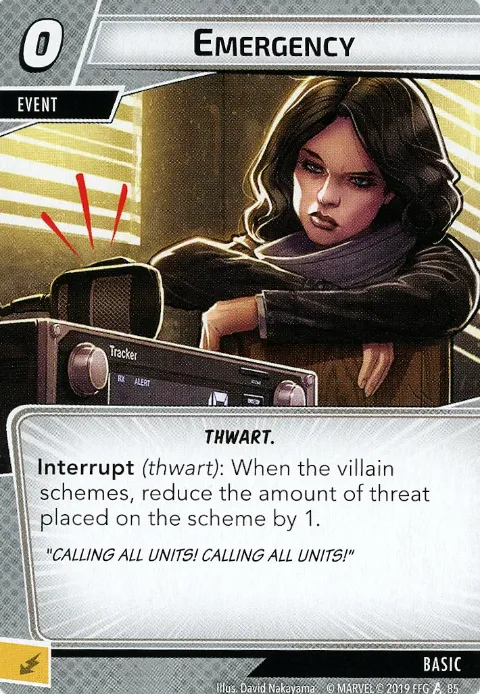 0
EMERGENCY
EVENT
Tracker
RX ALERT
THWART.
Interrupt (thwart): When the villain
schemes, reduce the amount of threat
placed on the scheme by 1.
"CALLING ALL UNITS! CALLING ALL UNITS!"
BASIC
Illus. David Nakayama © MARVEL © 2019 FFG 85